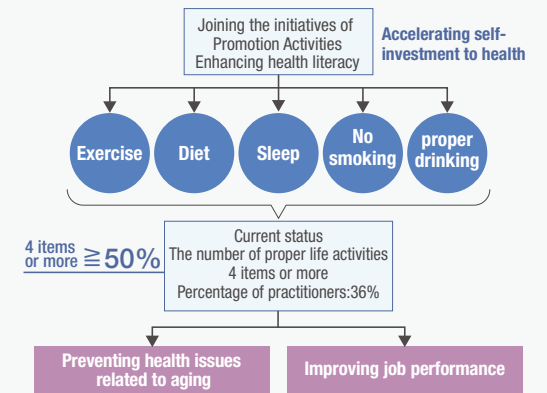 Joining the initiatives of
Promotion Activities
Enhancing health literacy
Accelerating self-
investment to health
Exercise
Diet
Sleep
No
smoking
proper
drinking
4 items
or more ≧50%
Current status
The number of proper life activities
4 items or more
Percentage of practitioners:36%
Preventing health issues
related to aging
Improving job performance